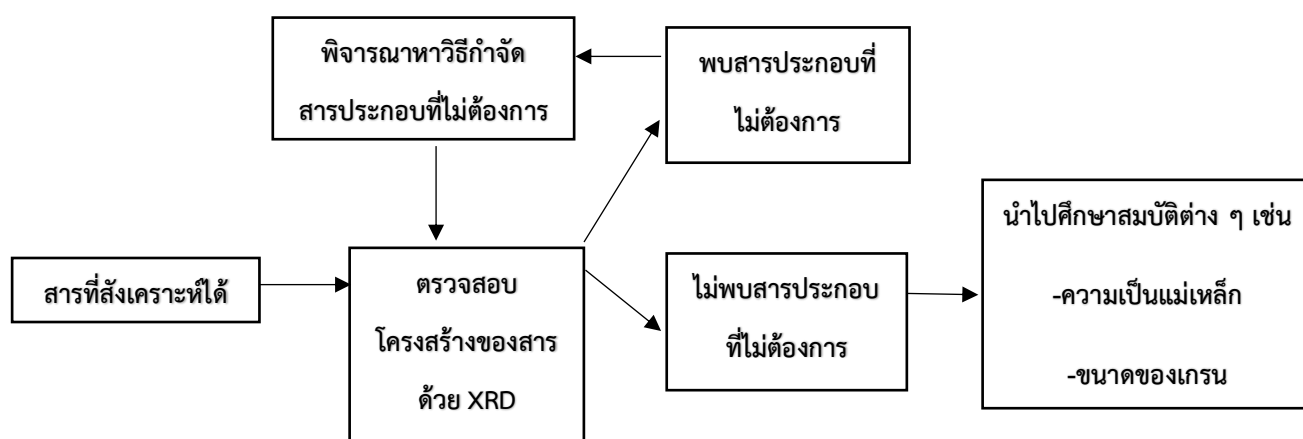 พิจารณาหาวิธีกำจัด
สารประกอบที่ไม่ต้องการ
พบสารประกอบที่
ไม่ต้องการ
สารที่สังเคราะห์ได้
ตรวจสอบ
โครงสร้างของสาร
ด้วย XRD
ไม่พบสารประกอบ
ที่ไม่ต้องการ
นำไปศึกษาสมบัติต่าง ๆ เช่น
-ความเป็นแม่เหล็ก
-ขนาดของเกรน